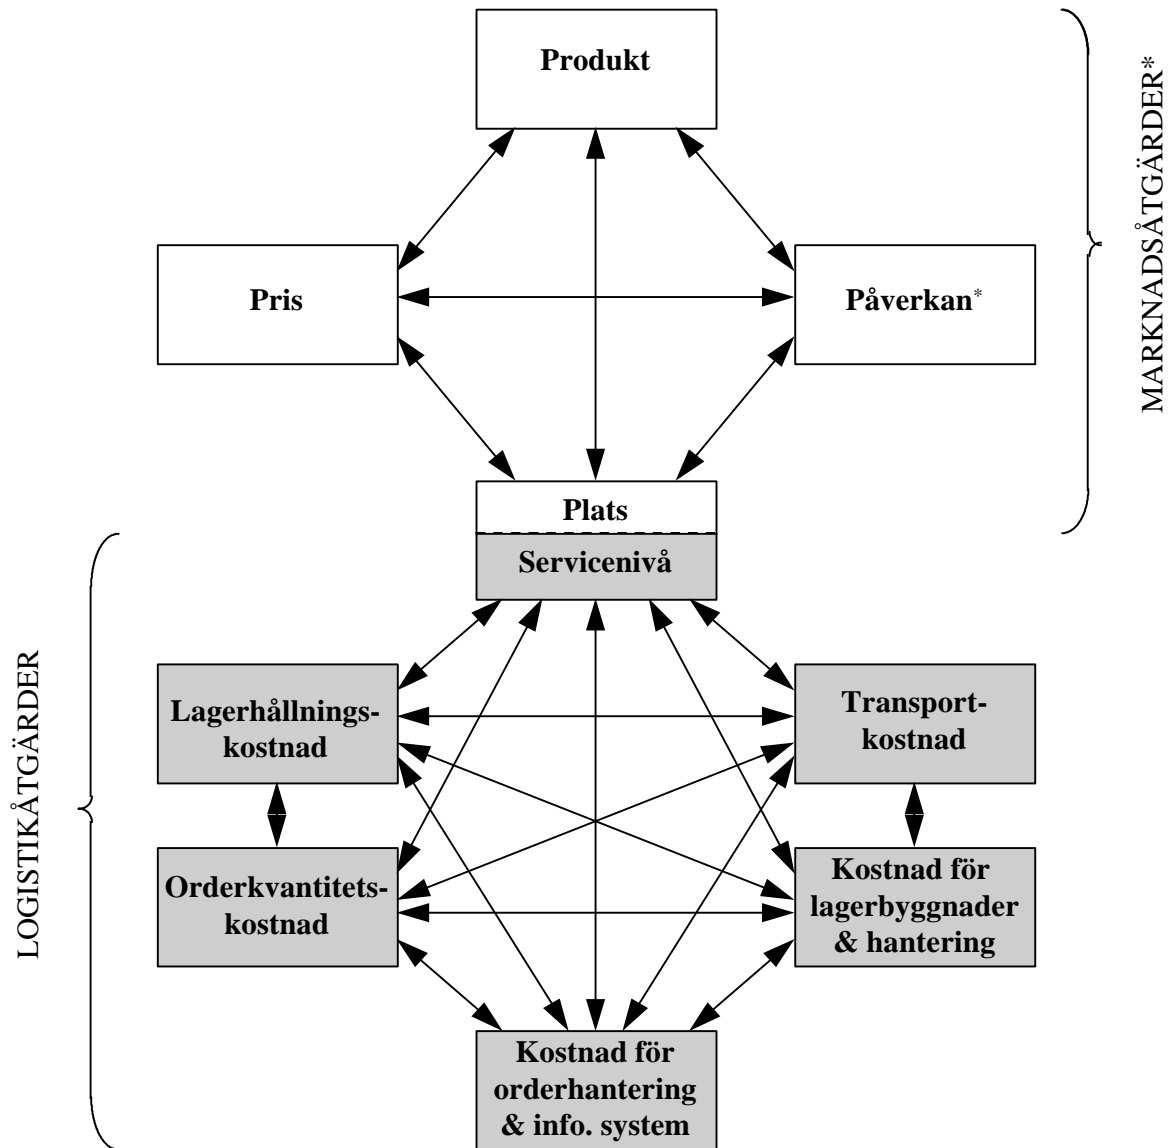 Produkt
MARKNADSÅTGÄRDER*
Pris
Påverkan*
Plats
Servicenivå
LOGISTIKÅTGÄRDER
Lagerhållnings-
kostnad
Transport-
kostnad
Orderkvantitets-
kostnad
Kostnad för
lagerbyggnader
& hantering
Kostnad för
orderhantering
& info. system